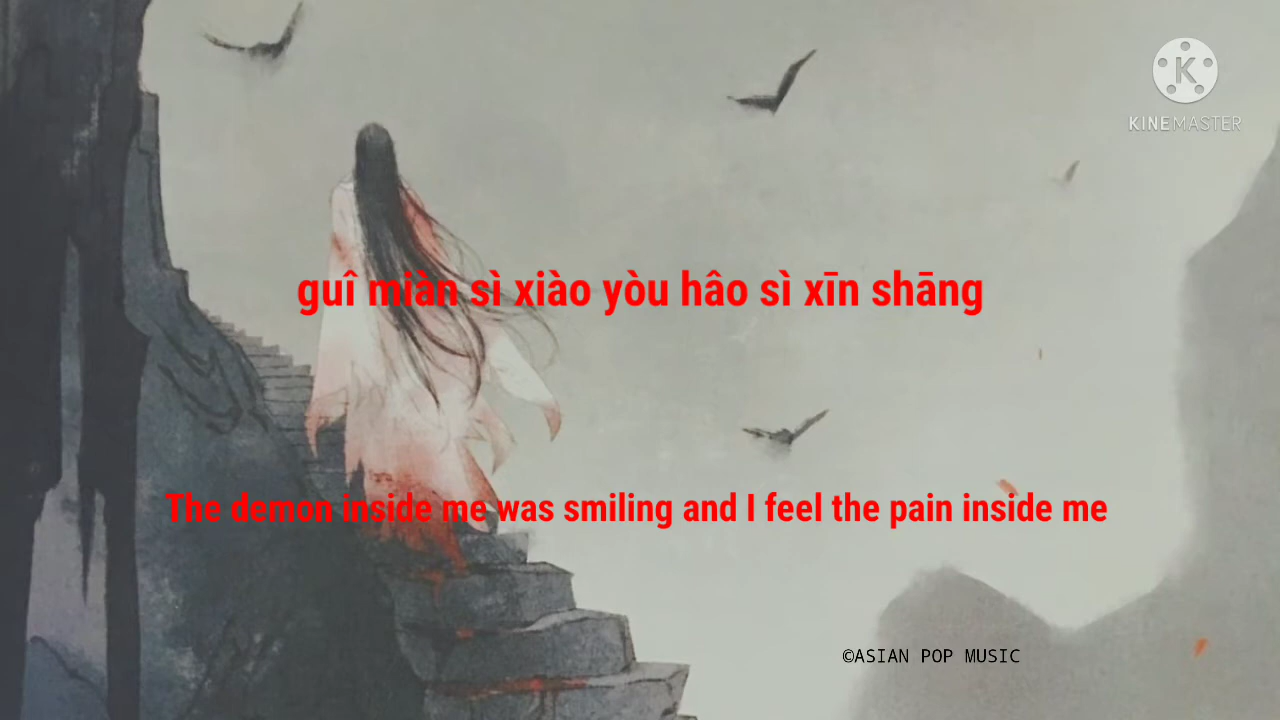 KINEMASTER
guî miàn sì xiào yòu hâo sì xīn shāng
The demon inside me was smiling and I feel the pain inside me
©ASIAN POP MUSIC